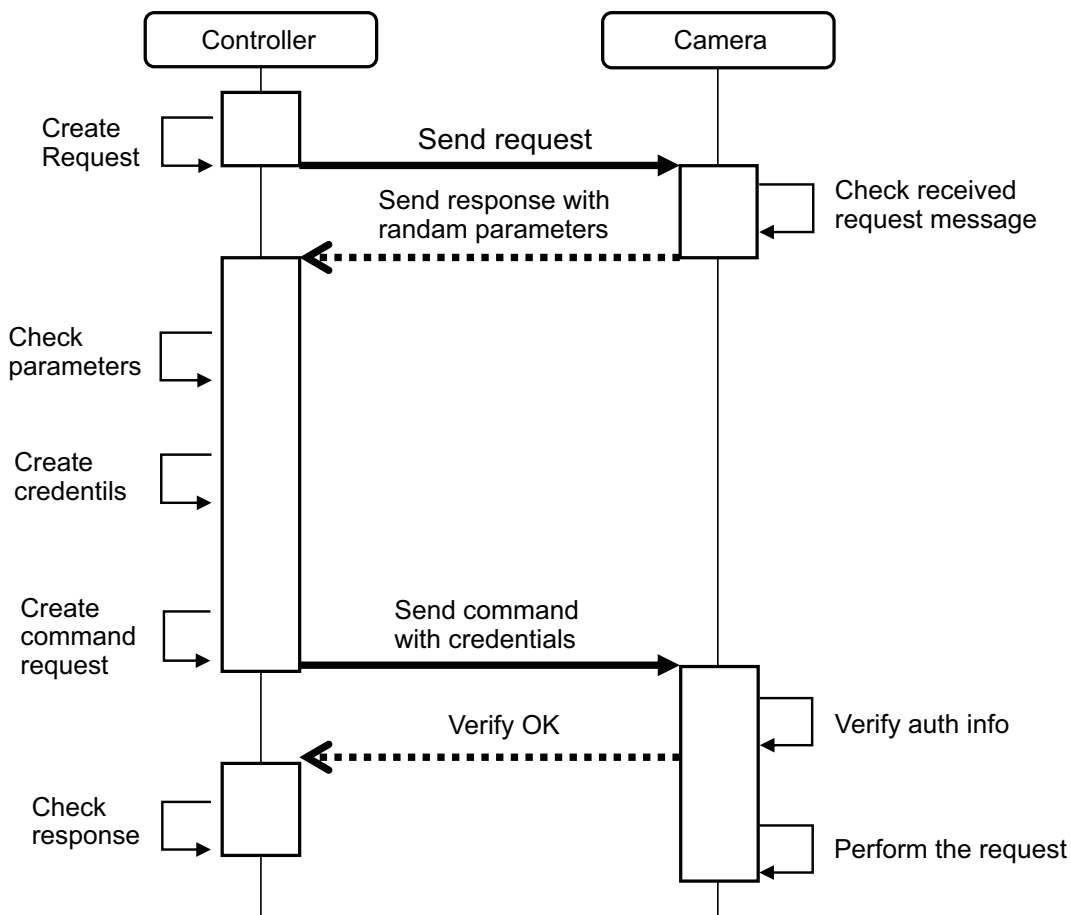 Controller
Camera
Create
Request
Send request
Check received
request message
Send response with
randam parameters
Check
parameters
Create
credentils
Create
command
request
Send command
with credentials
Verify auth info
Verify OK
Check
response
Perform the request